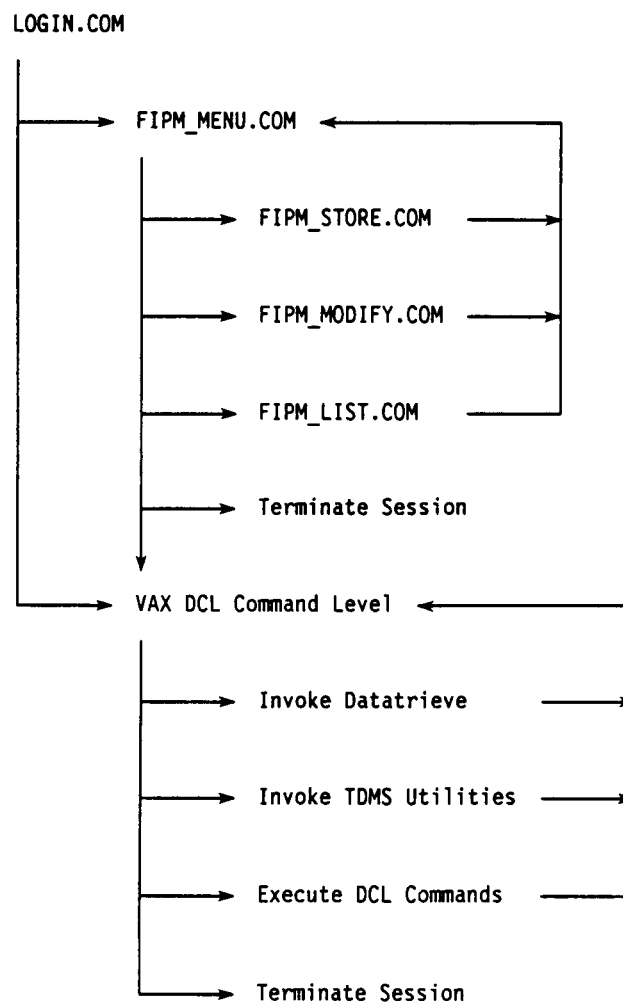 LOGIN.COM
FIPM_MENU.COM
FIPM_STORE.COM
FIPM_MODIFY.COM
FIPM_LIST.COM
Terminate Session
VAX DCL Command Level
Invoke Datatrieve
Invoke TDMS Utilities
Execute DCL Commands
Terminate Session